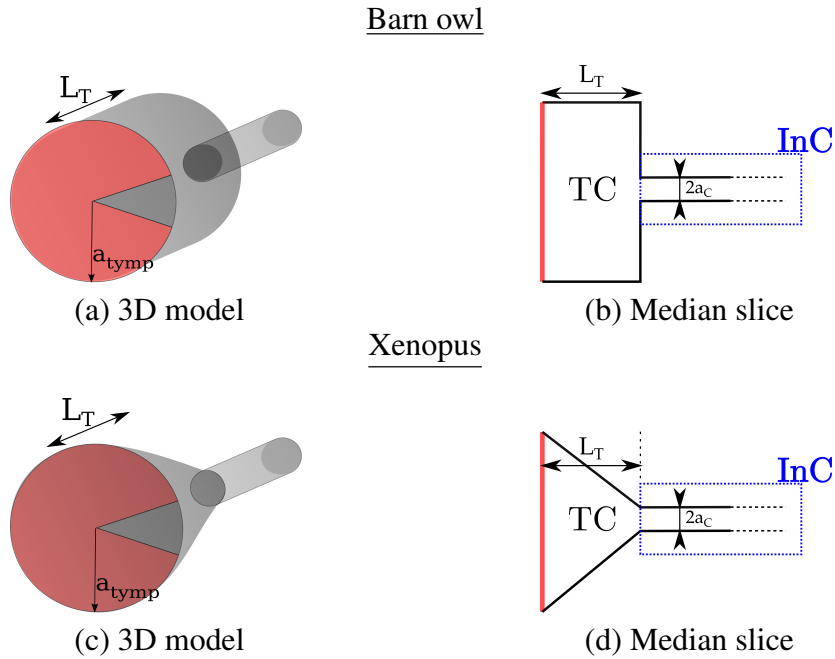 Barn owl
L_T
a_tymp
(a) 3D model
L_T
TC
InC
2a_C
(b) Median slice
Xenopus
L_T
a_tymp
(c) 3D model
L_T
TC
InC
2a_C
(d) Median slice